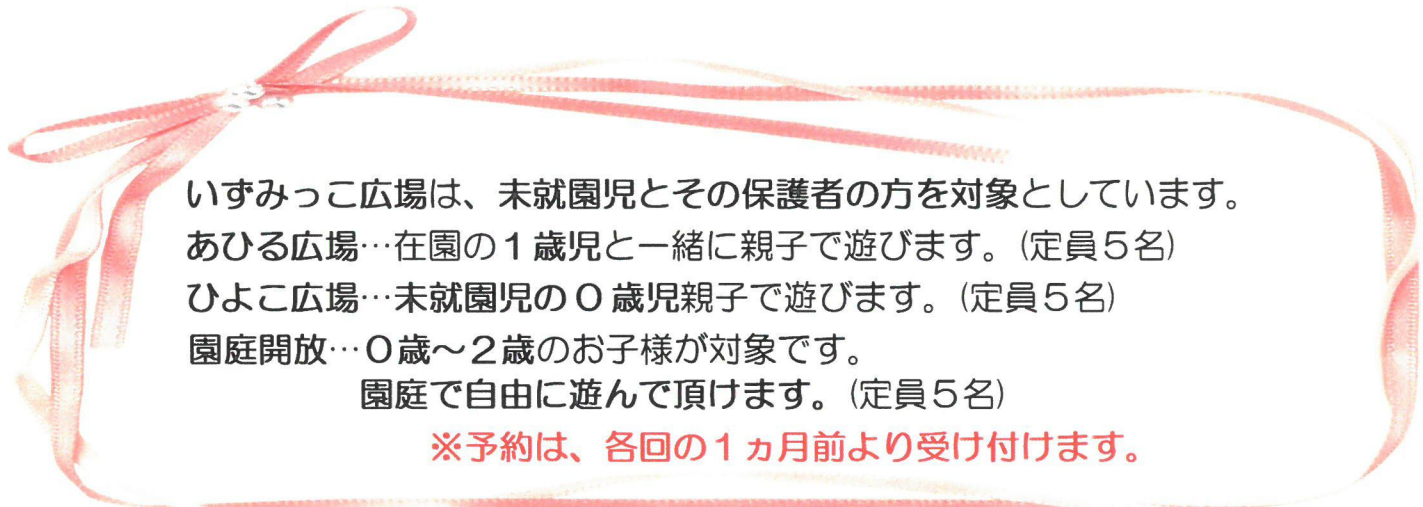 いずみっこ広場は、未就園児とその保護者の方を対象としています。
あひる広場…在園の1歳児と一緒に親子で遊びます。(定員5名)
ひよこ広場…未就園児の0歳児親子で遊びます。(定員5名)
園庭開放…0歳～2歳のお子様が対象です。
園庭で自由に遊んで頂けます。(定員5名)
※予約は、各回の1ヵ月前より受け付けます。